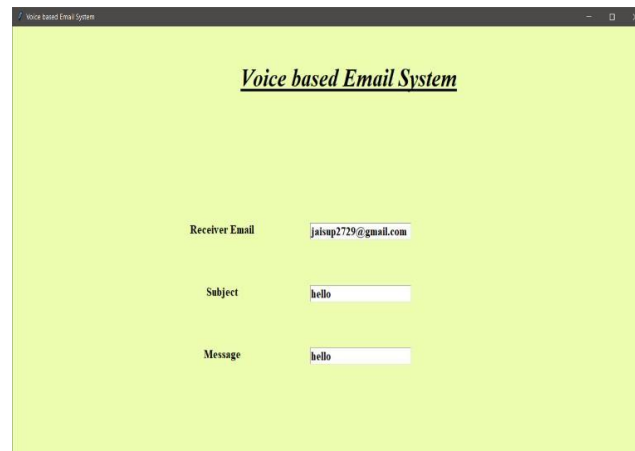 Voice based Email System
Voice based Email System
Receiver Email jaisup2729@gmail.com
Subject hello
Message hello